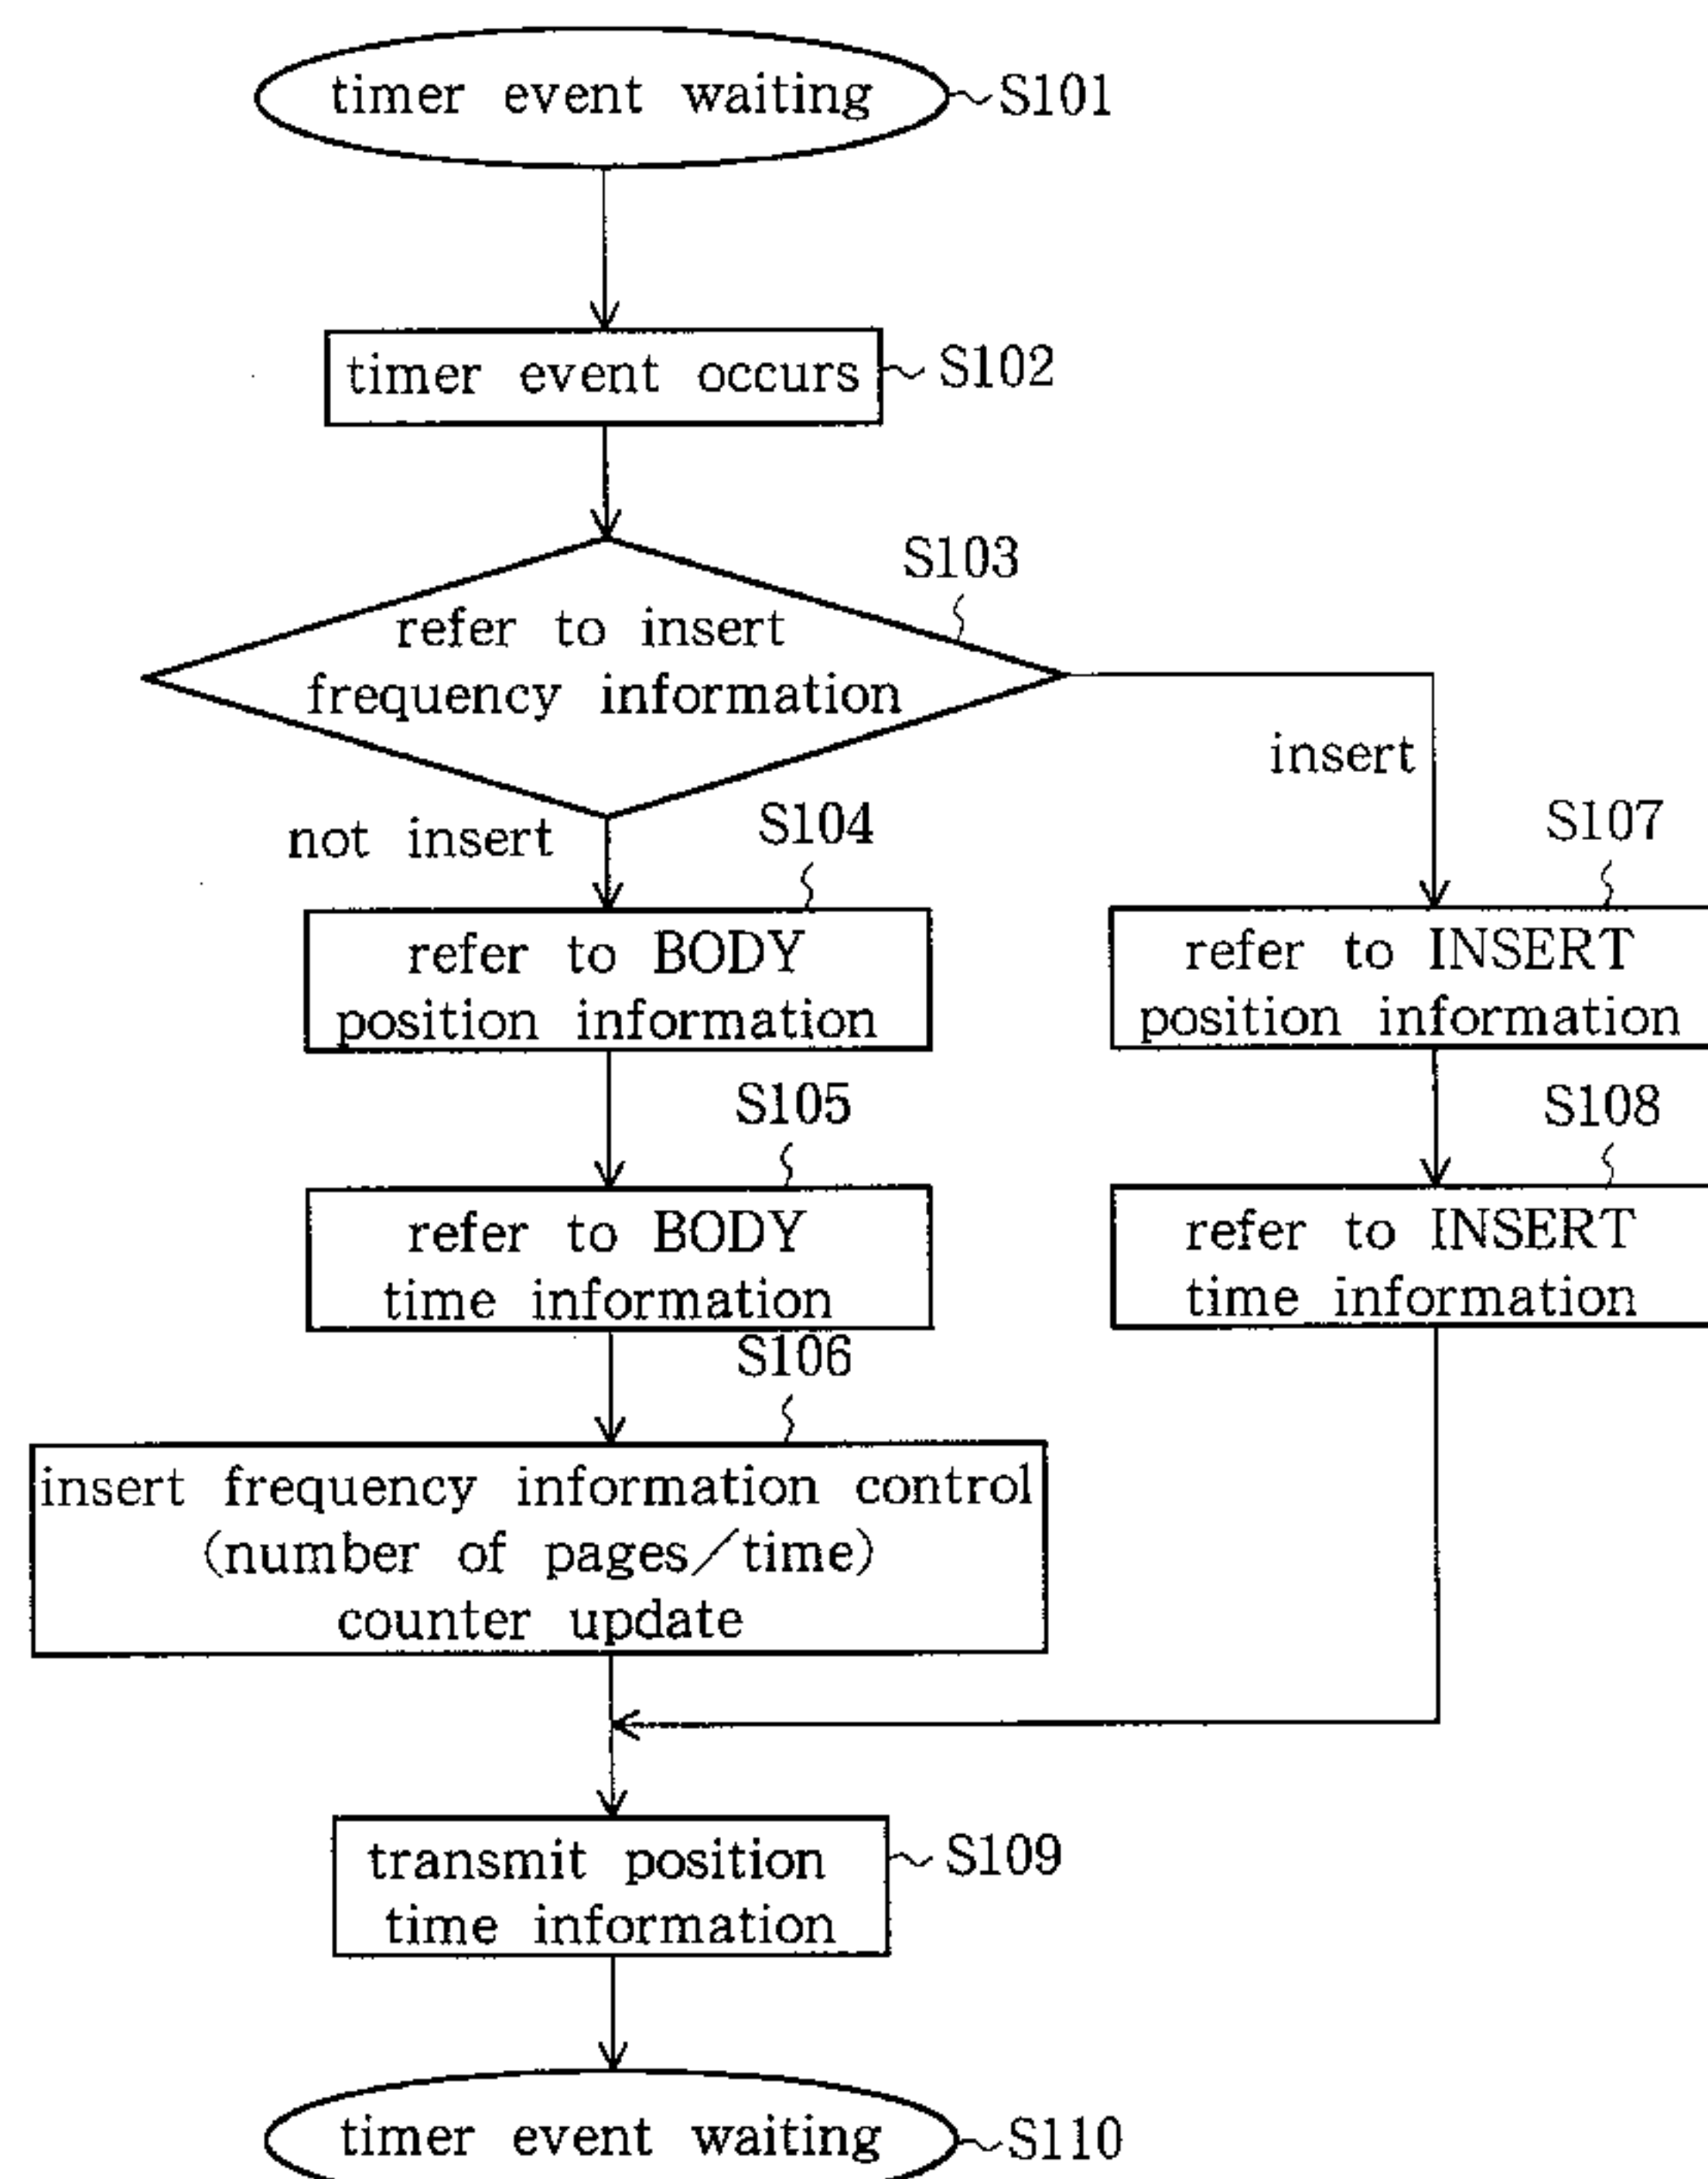 timer event waiting
S101
timer event occurs
S102
S103
refer to insert
frequency information
insert
not insert
S104
S107
refer to BODY
position information
refer to INSERT
position information
S105
S108
refer to BODY
time information
refer to INSERT
time information
S106
insert frequency information control
(number of pages/time)
counter update
transmit position
time information
S109
timer event waiting
S110